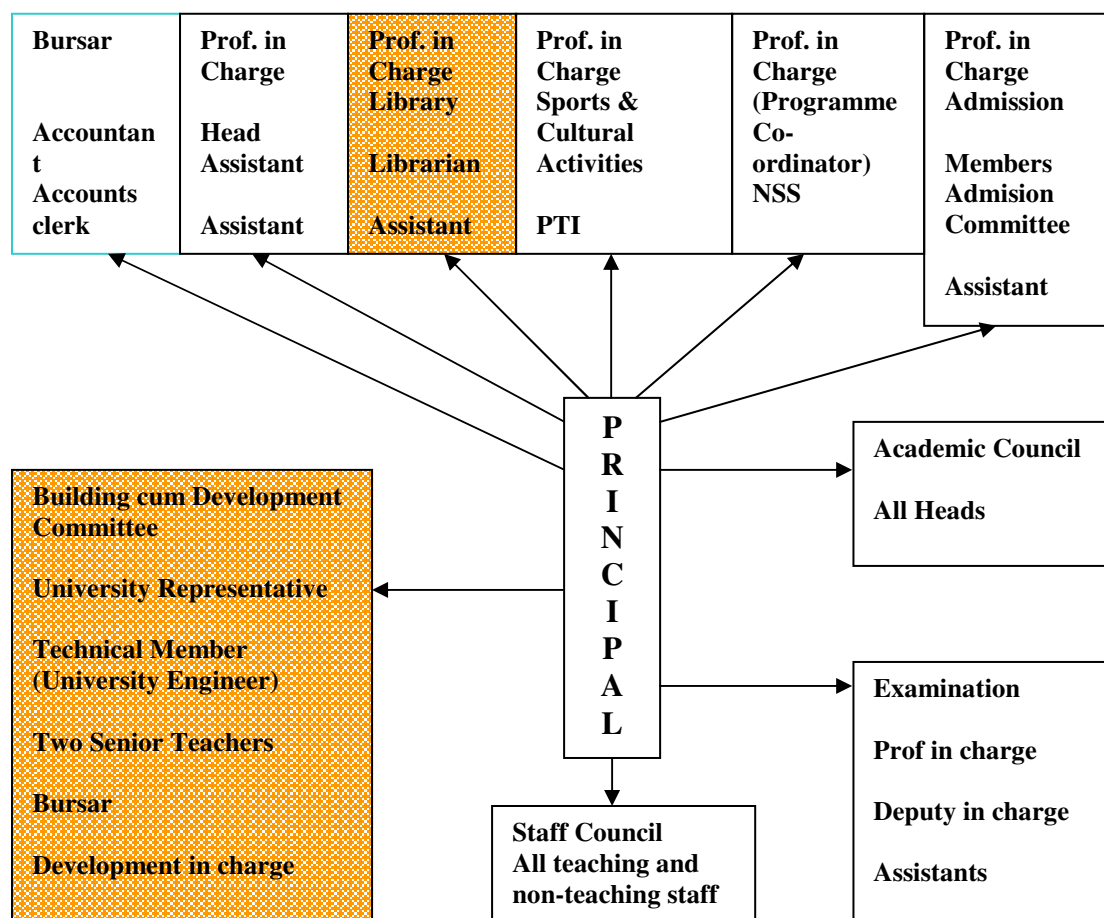 Bursar
Accountan
t
Accounts
clerk
Prof. in
Charge
Head
Assistant
Assistant
Prof. in
Charge
Library
Librarian
Assistant
Prof. in
Charge
Sports &
Cultural
Activities
PTI
Prof. in
Charge
(Programme
Co-
ordinator)
NSS
Prof. in
Charge
Admission
Members
Admision
Committee
Assistant
P
R
I
N
C
I
P
A
L
Academic Council
All Heads
Building cum Development
Committee
University Representative
Technical Member
(University Engineer)
Two Senior Teachers
Bursar
Development in charge
Examination
Prof in charge
Deputy in charge
Assistants
Staff Council
All teaching and
non-teaching staff